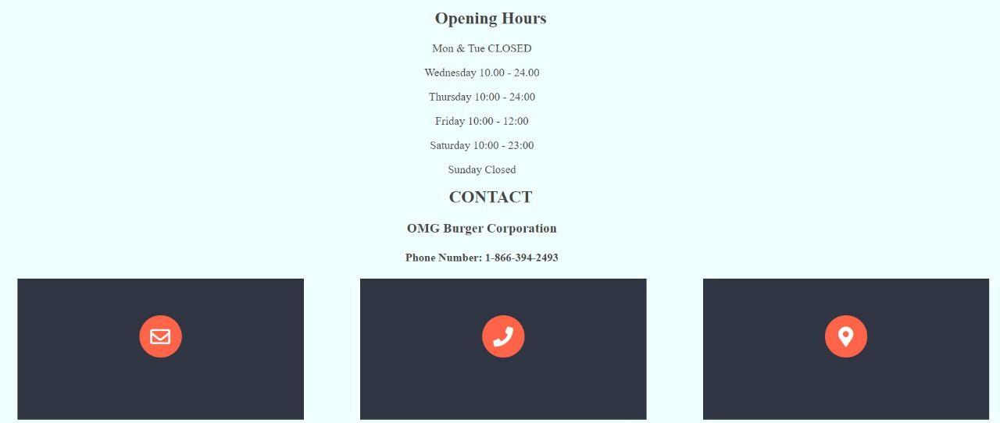 Opening Hours
Mon & Tue CLOSED
Wednesday 10.00 - 24.00
Thursday 10:00 - 24:00
Friday 10:00 - 12:00
Saturday 10:00 - 23:00
Sunday Closed
CONTACT
OMG Burger Corporation
Phone Number: 1-866-394-2493